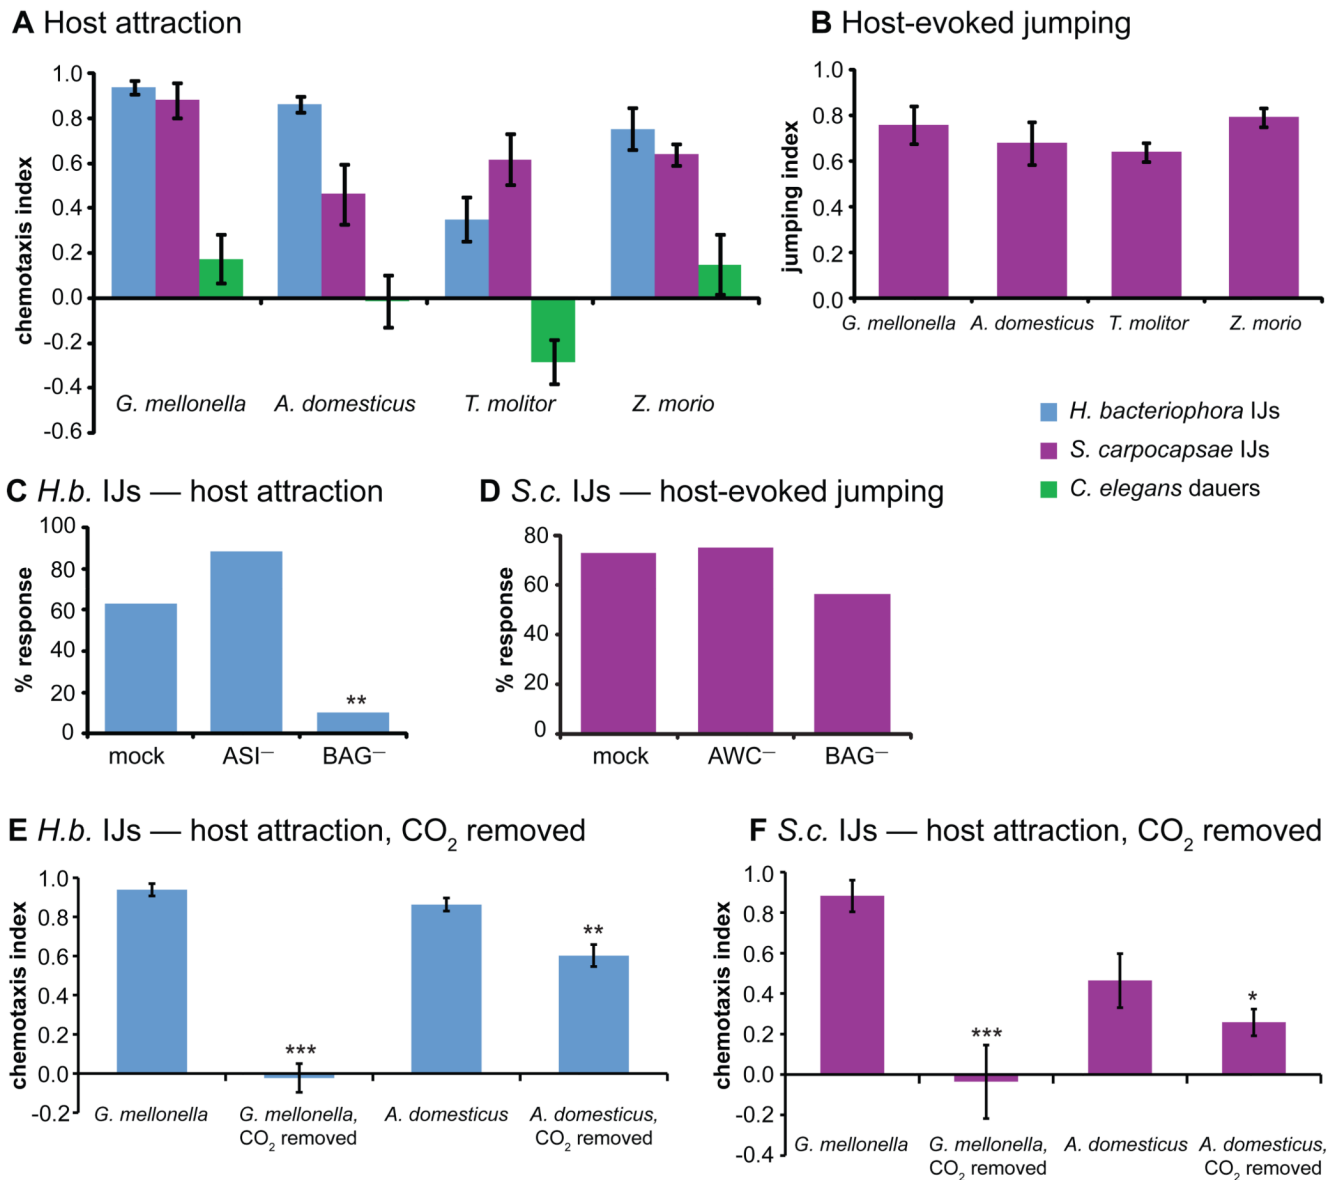 A Host attraction
chemotaxis index
1.0
0.8
0.6
0.4
0.2
0.0
-0.2
-0.4
-0.6
G. mellonella A. domesticus T. molitor Z. morio
B Host-evoked jumping
jumping index
1.0
0.8
0.6
0.4
0.2
0.0
G. mellonella A. domesticus T. molitor Z. morio
H. bacteriophora IJs
S. carpocapsae IJs
C. elegans dauers
C H.b. IJs — host attraction
% response
100
80
60
40
20
0
**
mock ASI— BAG—
D S.c. IJs — host-evoked jumping
% response
80
60
40
20
0
mock AWC— BAG—
E H.b. IJs — host attraction, CO2 removed
chemotaxis index
1.0
0.8
0.6
0.4
0.2
0.0
-0.2
***
**
G. mellonella G. mellonella, A. domesticus A. domesticus,
CO2 removed CO2 removed
F S.c. IJs — host attraction, CO2 removed
chemotaxis index
1.0
0.8
0.6
0.4
0.2
0.0
-0.2
-0.4
***
*
G. mellonella G. mellonella, A. domesticus A. domesticus,
CO2 removed CO2 removed